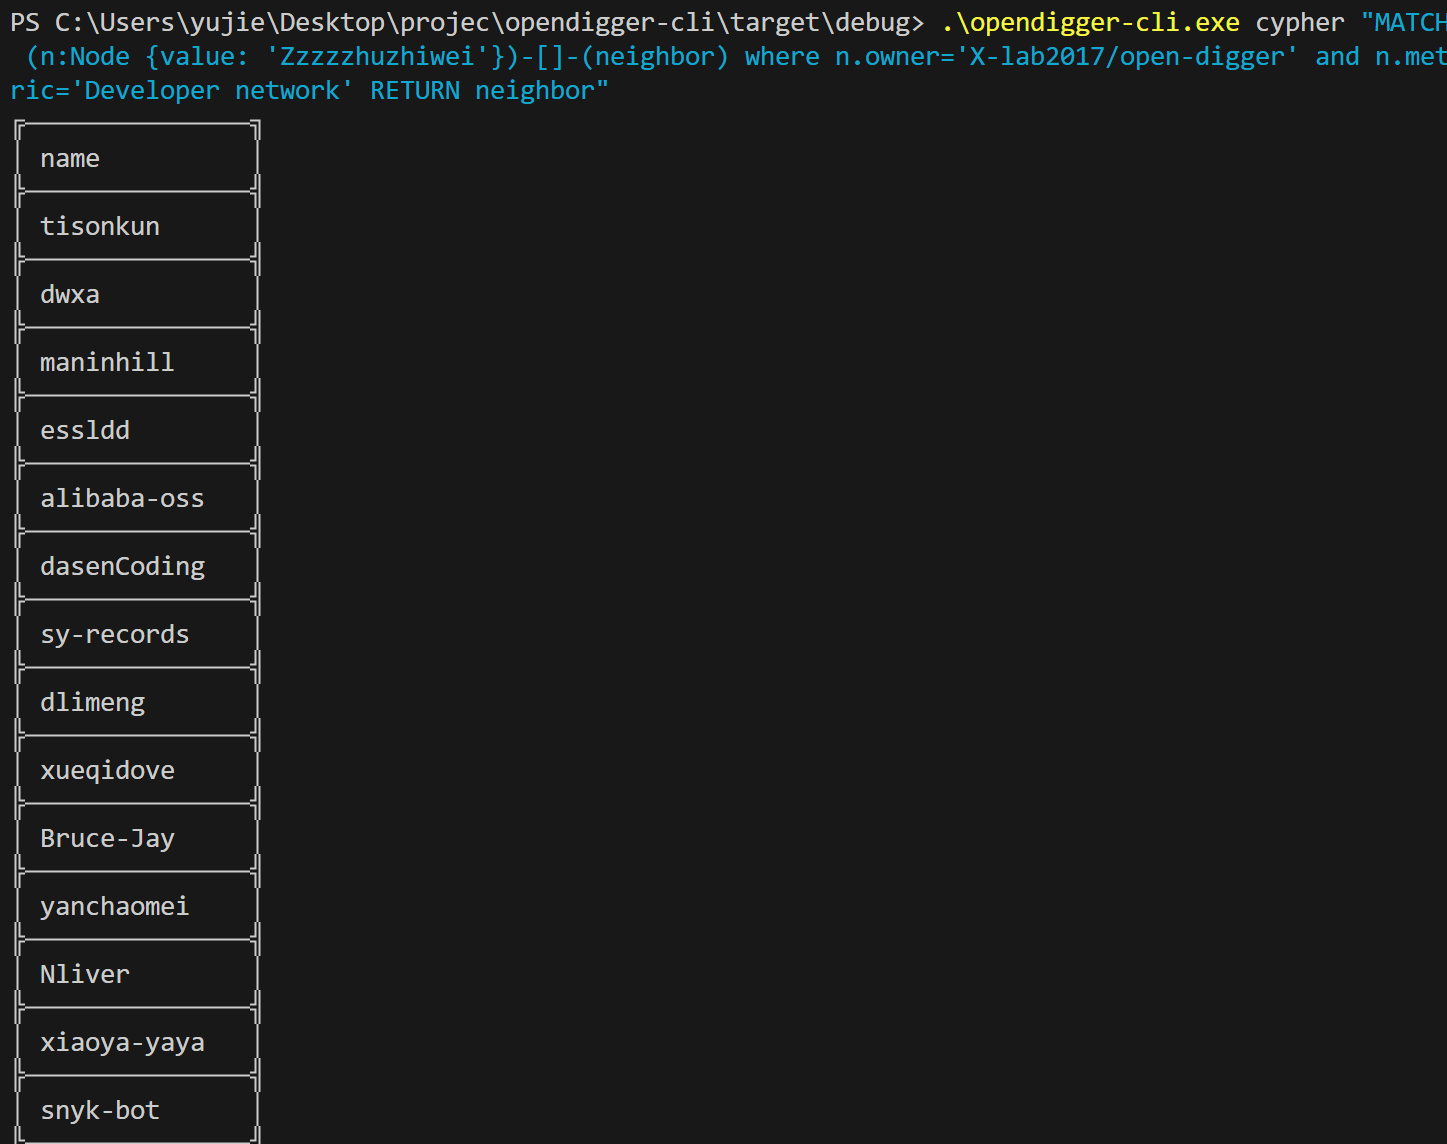 PS C:\Users\yujie\Desktop\projec\opendigger-cli\target\debug> .\opendigger-cli.exe cypher "MATCH
 (n:Node {value: 'Zzzzzhuzhiwei'})-[]-(neighbor) where n.owner='X-lab2017/open-digger' and n.met
ric='Developer network' RETURN neighbor"
name
tisonkun
dwxa
maninhill
essldd
alibaba-oss
dasenCoding
sy-records
dlimeng
xueqidove
Bruce-Jay
yanchaomei
Nliver
xiaoya-yaya
snyk-bot